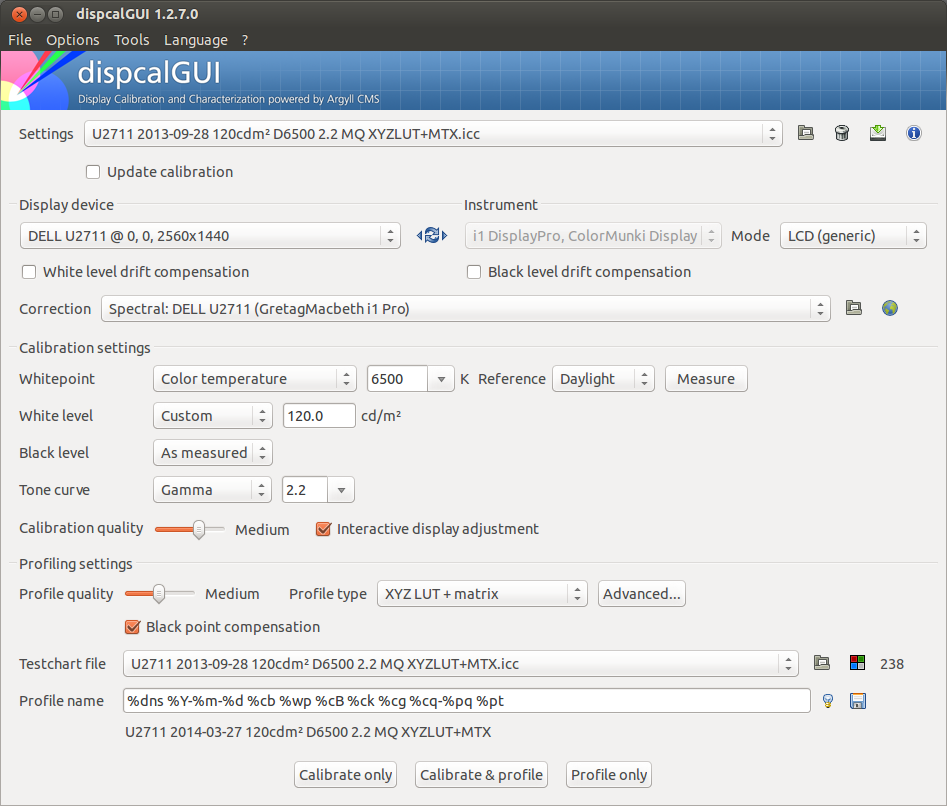 dispcalGUI 1.2.7.0
File Options Tools Language ?
dispcalGUI
Display Calibration and Characterization powered by Argyll CMS
Settings U2711 2013-09-28 120cdm² D6500 2.2 MQ XYZLUT+MTX.icc
Update calibration
Display device Instrument
DELL U2711 @ 0, 0, 2560x1440 i1 DisplayPro, ColorMunki Display Mode LCD (generic)
White level drift compensation Black level drift compensation
Correction Spectral: DELL U2711 (GretagMacbeth i1 Pro)
Calibration settings
Whitepoint Color temperature 6500 K Reference Daylight Measure
White level Custom 120.0 cd/m²
Black level As measured
Tone curve Gamma 2.2
Calibration quality Medium Interactive display adjustment
Profiling settings
Profile quality Medium Profile type XYZ LUT + matrix Advanced...
Black point compensation
Testchart file U2711 2013-09-28 120cdm² D6500 2.2 MQ XYZLUT+MTX.icc 238
Profile name %dns %Y-%m-%d %cb %wp %cB %ck %cg %cq-%pq %pt
U2711 2014-03-27 120cdm² D6500 2.2 MQ XYZLUT+MTX
Calibrate only Calibrate & profile Profile only